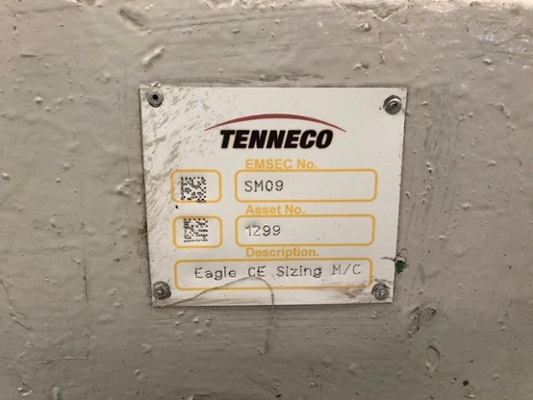 TENNECO
EMSEC No.
SM09
Asset No.
1299
Description.
Eagle CE Sizing M/C